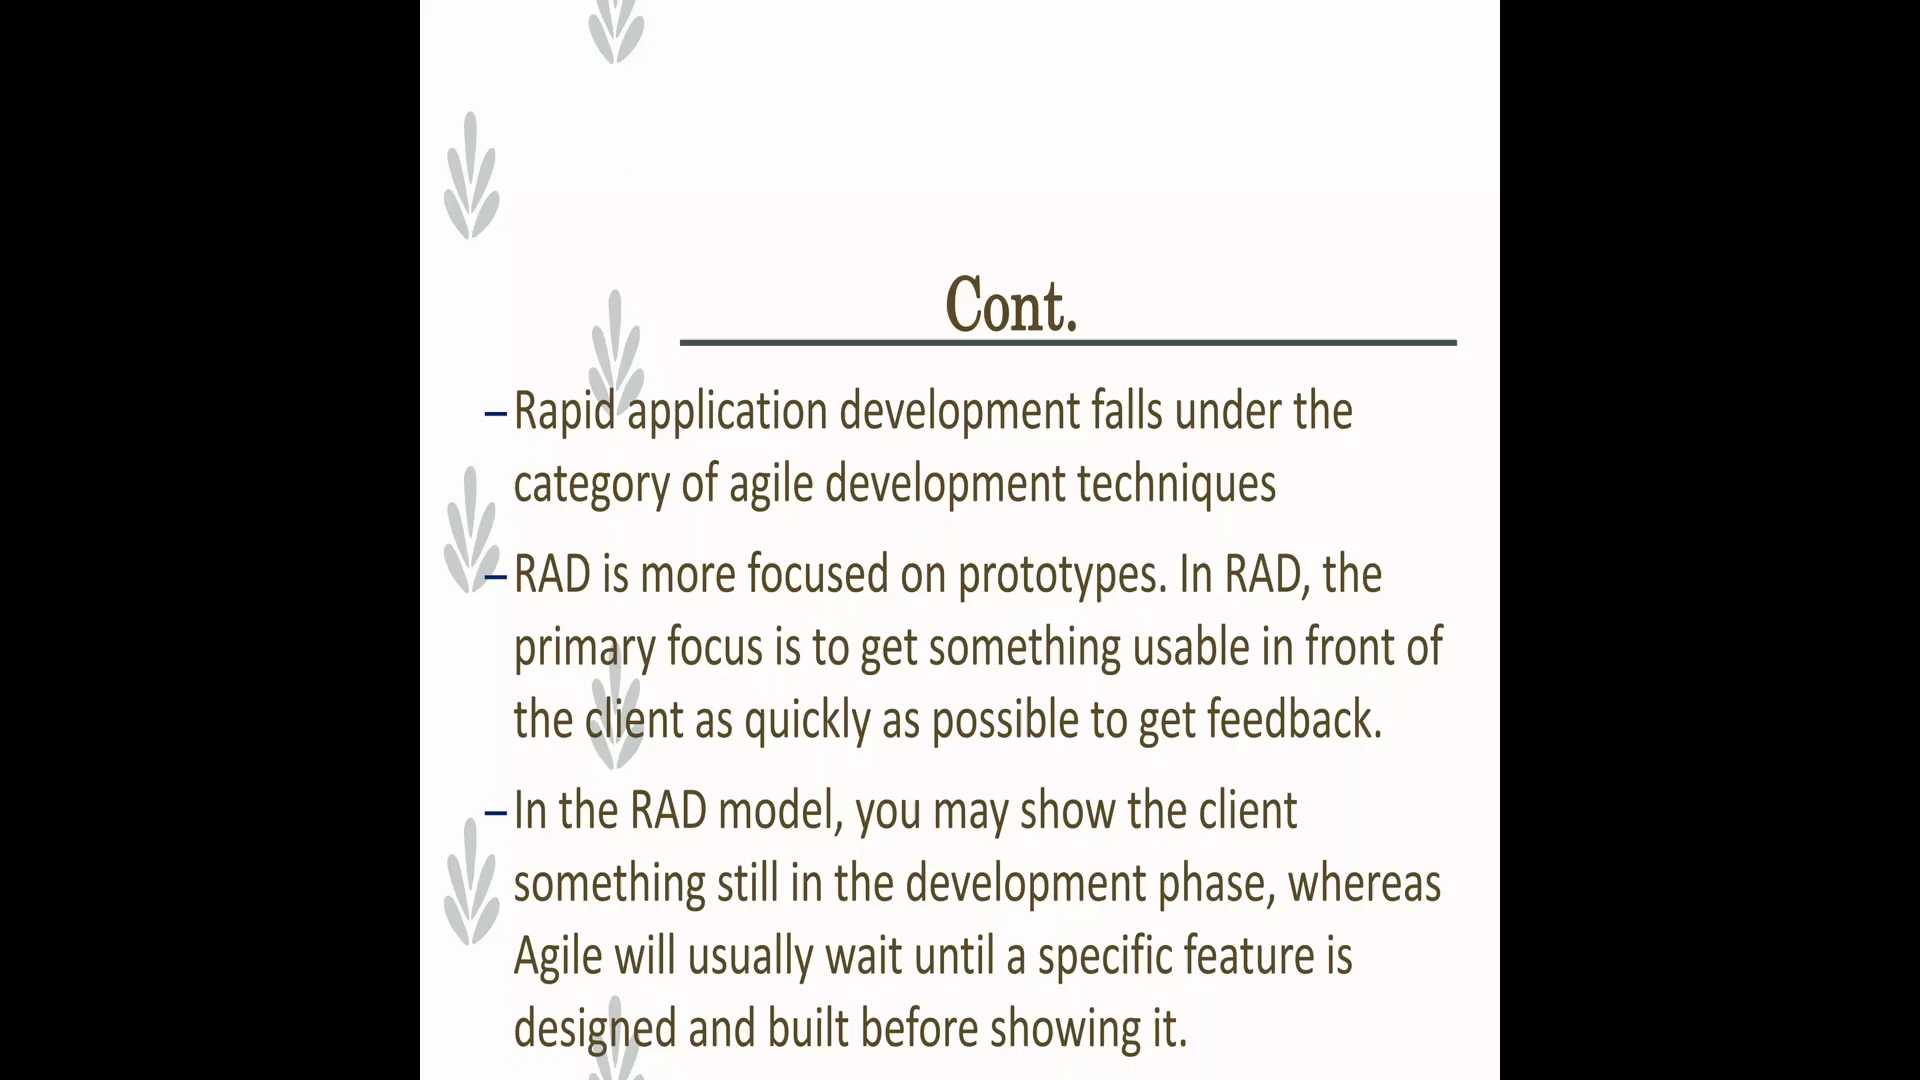 Cont.
– Rapid application development falls under the
category of agile development techniques
– RAD is more focused on prototypes. In RAD, the
primary focus is to get something usable in front of
the client as quickly as possible to get feedback.
– In the RAD model, you may show the client
something still in the development phase, whereas
Agile will usually wait until a specific feature is
designed and built before showing it.